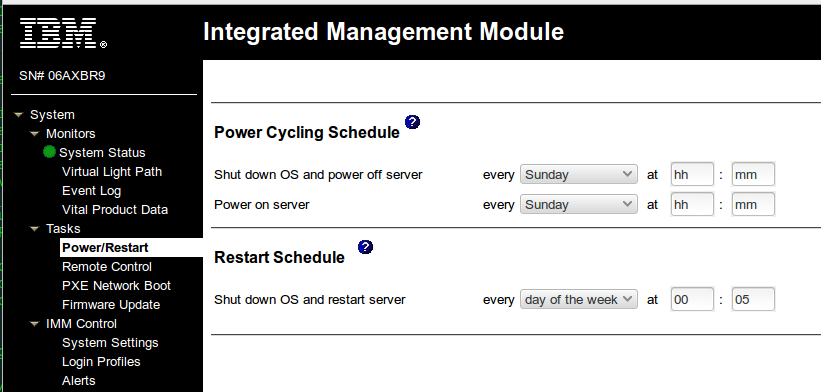 IBM®
Integrated Management Module
SN# 06AXBR9
System
Monitors
System Status
Virtual Light Path
Event Log
Vital Product Data
Tasks
Power/Restart
Remote Control
PXE Network Boot
Firmware Update
IMM Control
System Settings
Login Profiles
Alerts
Power Cycling Schedule ?
Shut down OS and power off server every Sunday at hh : mm
Power on server every Sunday at hh : mm
Restart Schedule ?
Shut down OS and restart server every day of the week at 00 : 05